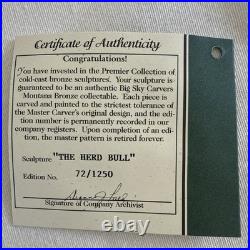 Certificate of Authenticity
Congratulations!
You have invested in the Premier Collection of
cold-cast bronze sculptures. Your sculpture is
guaranteed to be an authentic Big Sky Carvers
Montana Bronze collectable. Each piece is
carved and painted to the strictest tolerance of
the Master Carver's original design, and the ed-
ition number is permanently recorded in our
company registers. Upon completion of an edi-
tion, the master pattern is retired forever.
Sculpture "THE HERD BULL"
Edition No. 72/1250
Signature of Company Archivist